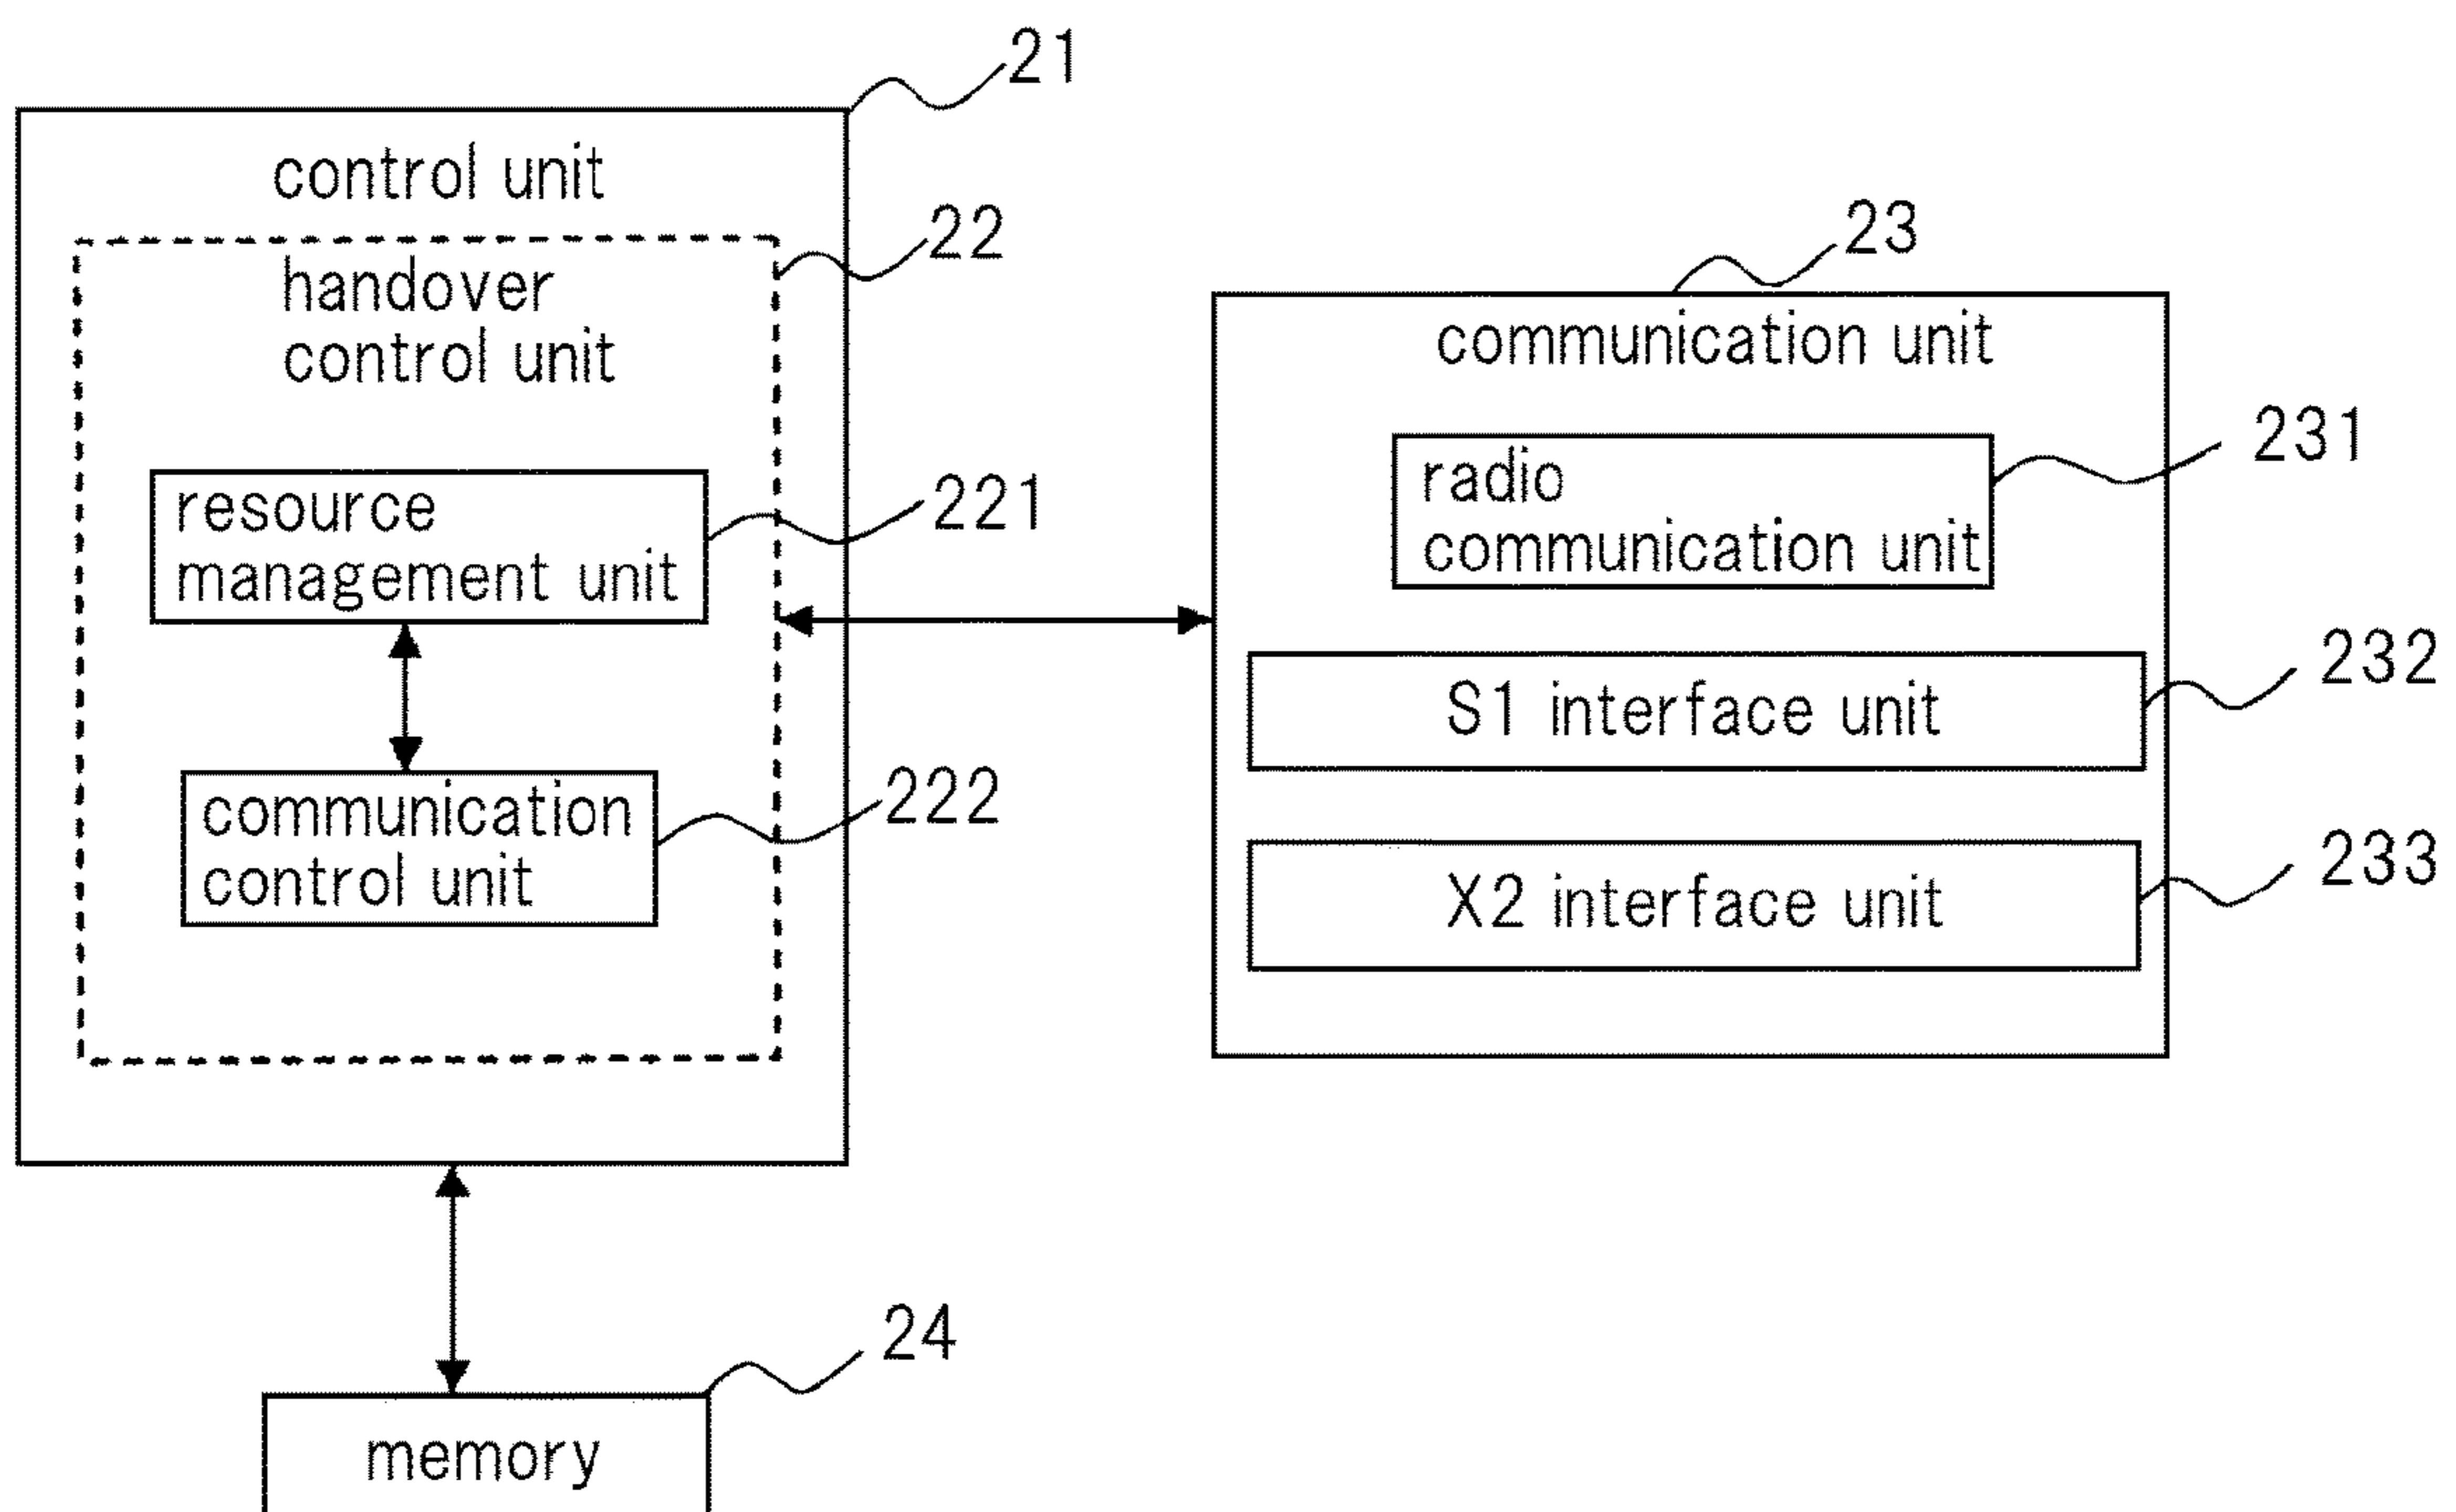 21
control unit
22
handover
control unit
221
resource
management unit
222
communication
control unit
23
communication unit
231
radio
communication unit
232
S1 interface unit
233
X2 interface unit
24
memory